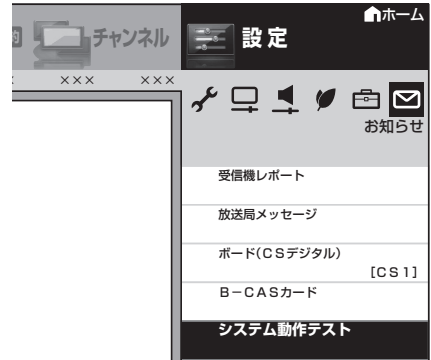 的
チャンネル
設定
ホーム
××× ×××
お知らせ
受信機レポート
放送局メッセージ
ボード(CSデジタル)
[CS1]
B-CASカード
システム動作テスト